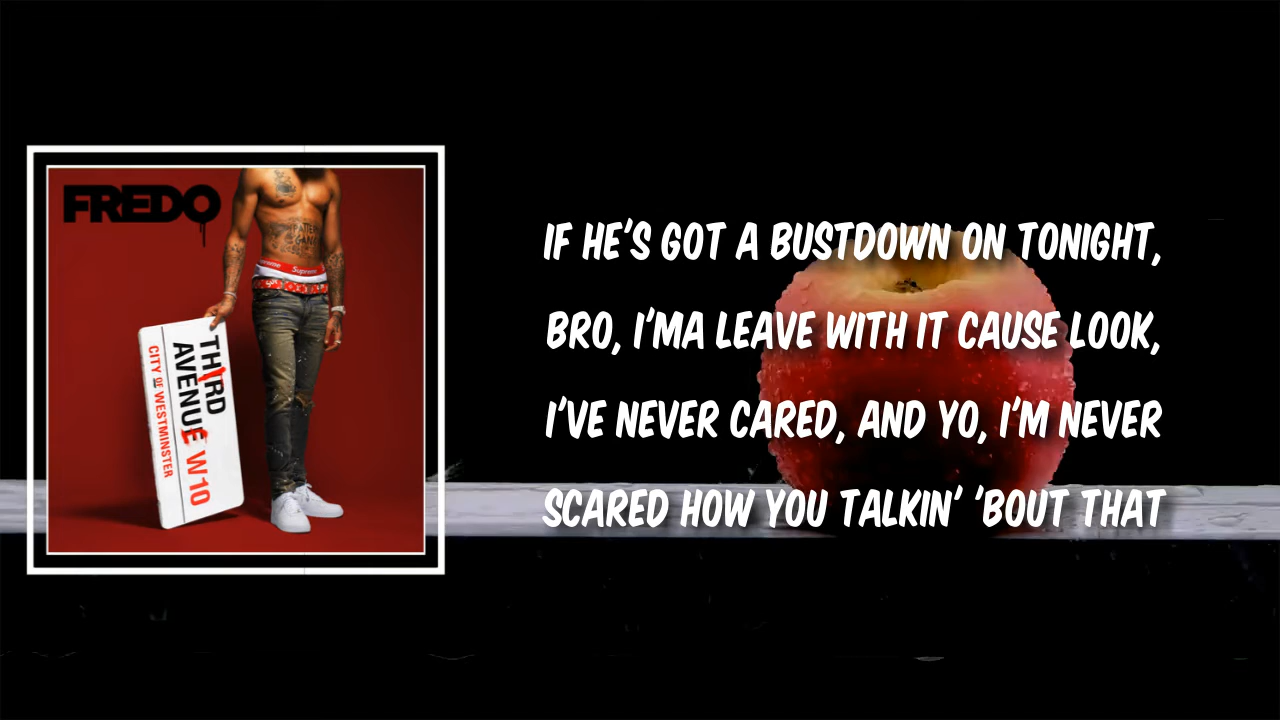 FREDO
Supreme
THIRD
AVENUE W10
CITY OF WESTMINSTER
IF HE'S GOT A BUSTDOWN ON TONIGHT,
BRO, I'MA LEAVE WITH IT CAUSE LOOK,
I'VE NEVER CARED, AND YO, I'M NEVER
SCARED HOW YOU TALKIN' 'BOUT THAT